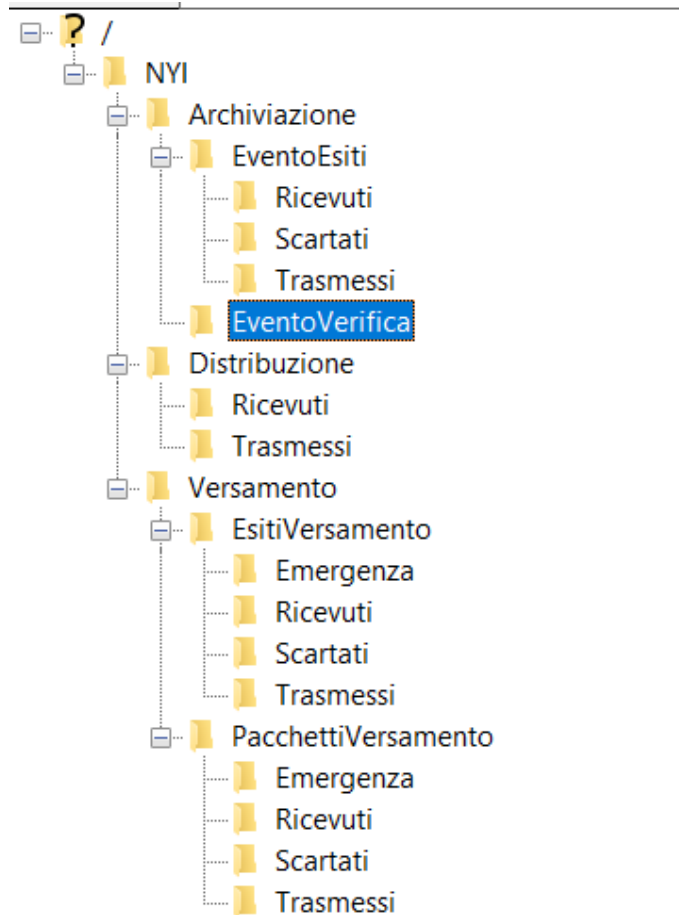 /
NYI
Archiviazione
EventoEsiti
Ricevuti
Scartati
Trasmessi
EventoVerifica
Distribuzione
Ricevuti
Trasmessi
Versamento
EsitiVersamento
Emergenza
Ricevuti
Scartati
Trasmessi
PacchettiVersamento
Emergenza
Ricevuti
Scartati
Trasmessi